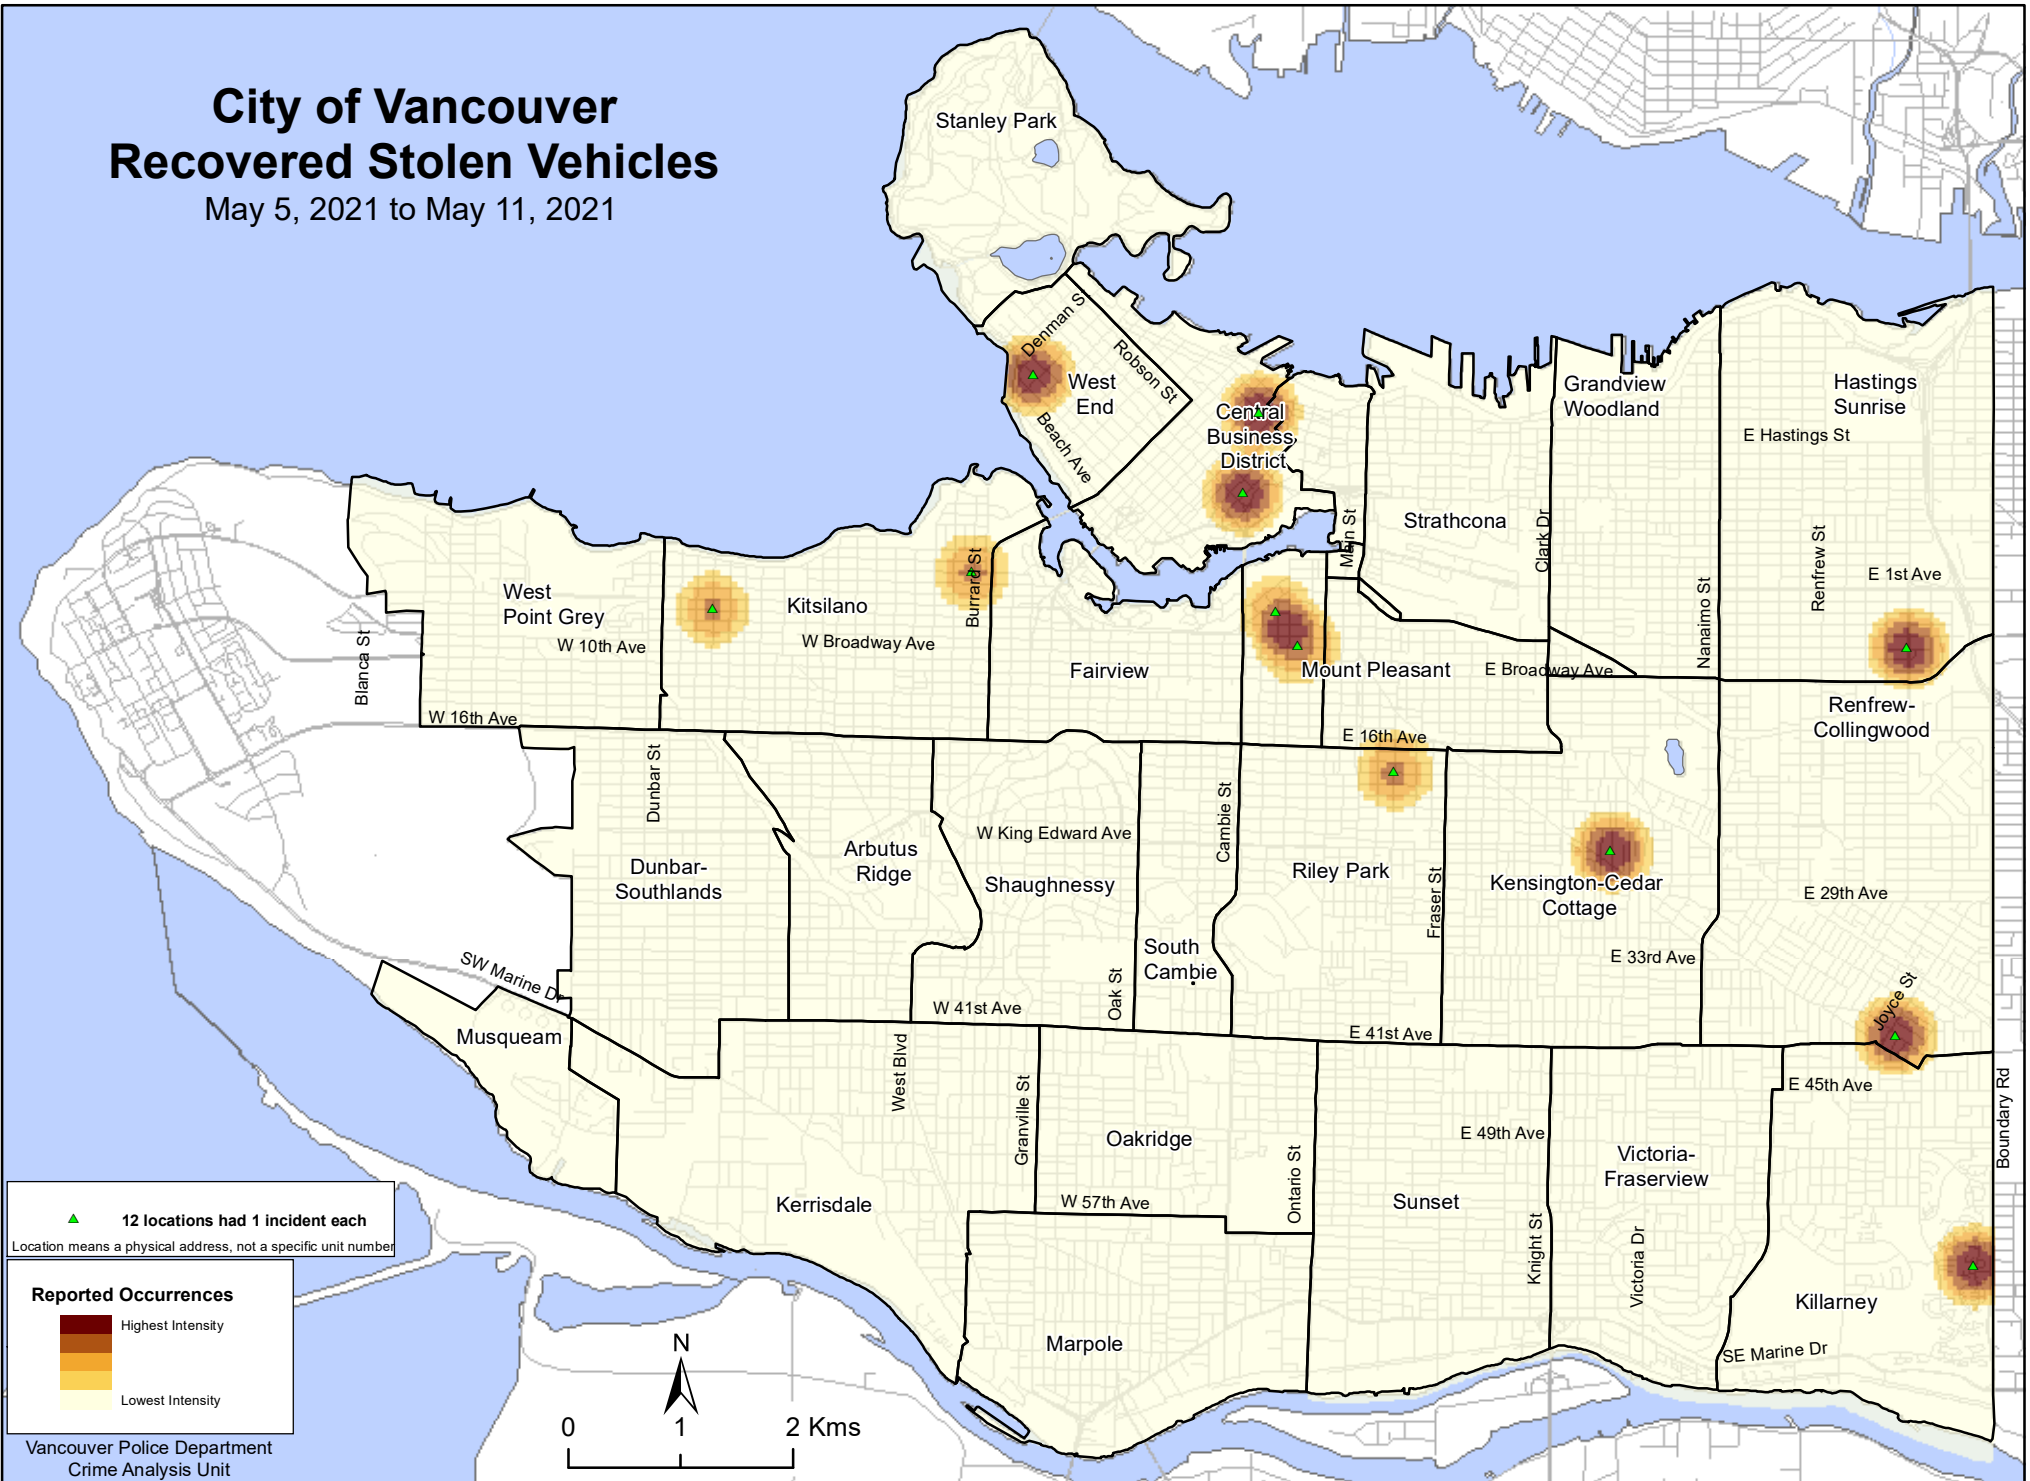 City of Vancouver
Recovered Stolen Vehicles
May 5, 2021 to May 11, 2021
Stanley Park
Denman St
Robson St
West
End
Beach Ave
Central
Business
District
Main St
Strathcona
Clark Dr
Grandview
Woodland
Hastings
Sunrise
E Hastings St
Nanaimo St
Renfrew St
E 1st Ave
West
Point Grey
W 10th Ave
Blanca St
W 16th Ave
Kitsilano
W Broadway Ave
Burrard St
Fairview
Mount Pleasant
E Broadway Ave
E 16th Ave
Renfrew-
Collingwood
Dunbar St
Dunbar-
Southlands
Arbutus
Ridge
W King Edward Ave
Shaughnessy
Cambie St
Riley Park
Fraser St
Kensington-Cedar
Cottage
E 29th Ave
E 33rd Ave
South
Cambie
Oak St
W 41st Ave
E 41st Ave
Joyce St
SW Marine Dr
Musqueam
West Blvd
Granville St
Oakridge
W 57th Ave
Ontario St
E 49th Ave
Sunset
Knight St
Victoria-
Fraserview
Victoria Dr
E 45th Ave
Boundary Rd
Killarney
SE Marine Dr
Kerrisdale
Marpole
12 locations had 1 incident each
Location means a physical address, not a specific unit number
Reported Occurrences
Highest Intensity
Lowest Intensity
Vancouver Police Department
Crime Analysis Unit
N
0 1 2 Kms